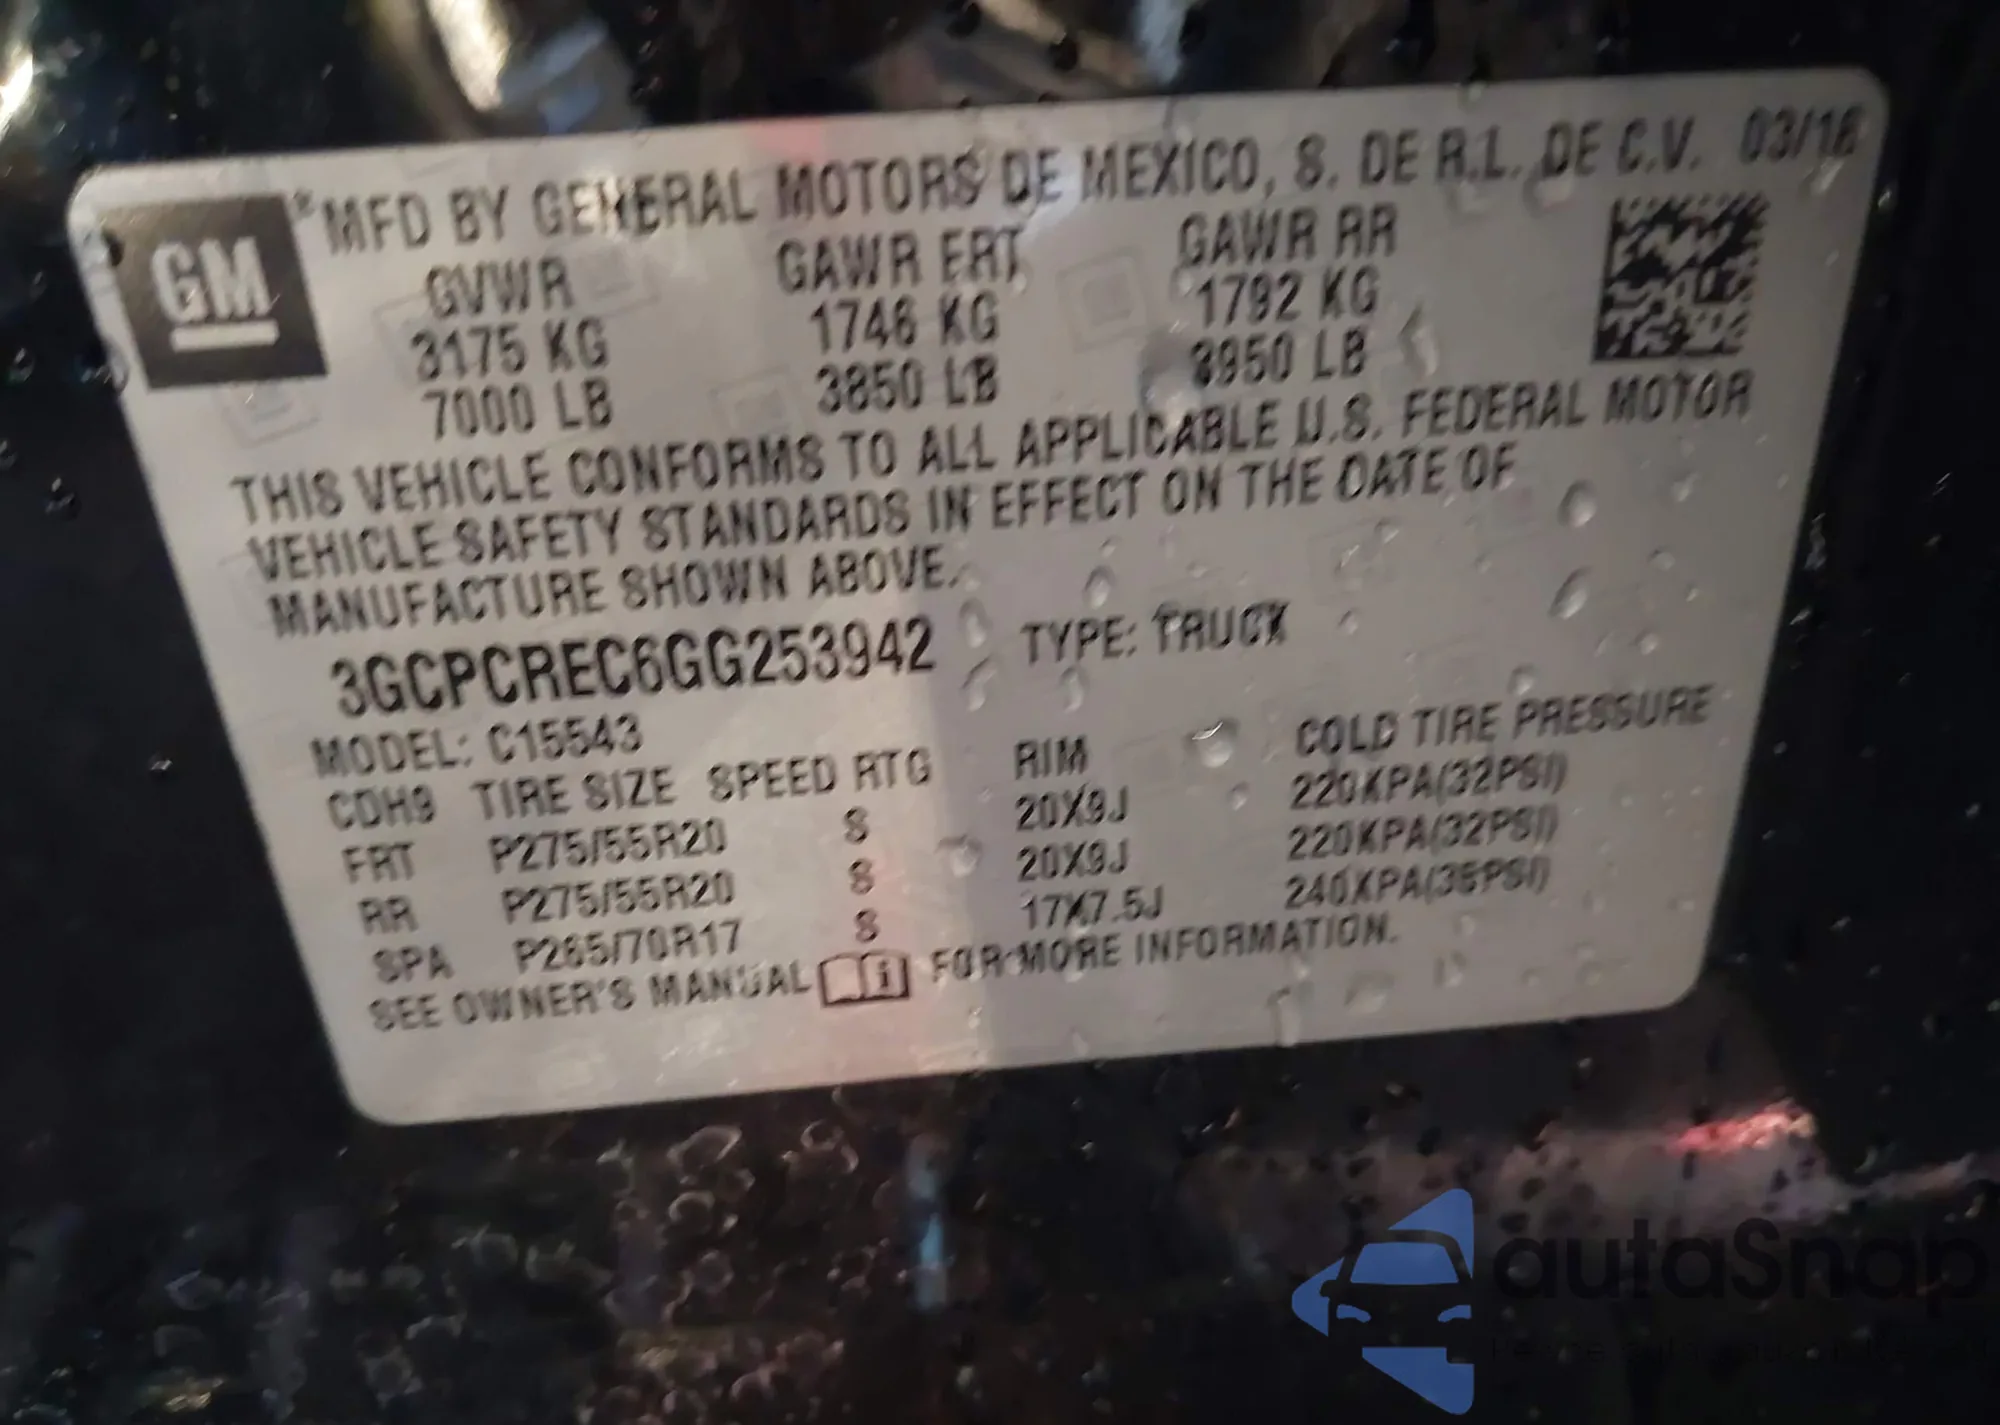 GM
MFD BY GENERAL MOTORS DE MEXICO, S. DE R.L. DE C.V. 03/16
GVWR GAWR FRT GAWR RR
3175 KG 1746 KG 1792 KG
7000 LB 3850 LB 3950 LB
THIS VEHICLE CONFORMS TO ALL APPLICABLE U.S. FEDERAL MOTOR
VEHICLE SAFETY STANDARDS IN EFFECT ON THE DATE OF
MANUFACTURE SHOWN ABOVE.
3GCPCREC6GG253942 TYPE: TRUCK
MODEL: C15543
CDH9 TIRE SIZE SPEED RTG RIM COLD TIRE PRESSURE
FRT P275/55R20 S 20X9J 220KPA(32PSI)
RR P275/55R20 S 20X9J 220KPA(32PSI)
SPA P265/70R17 S 17X7.5J 240KPA(35PSI)
SEE OWNER'S MANUAL FOR MORE INFORMATION.
autaSnap